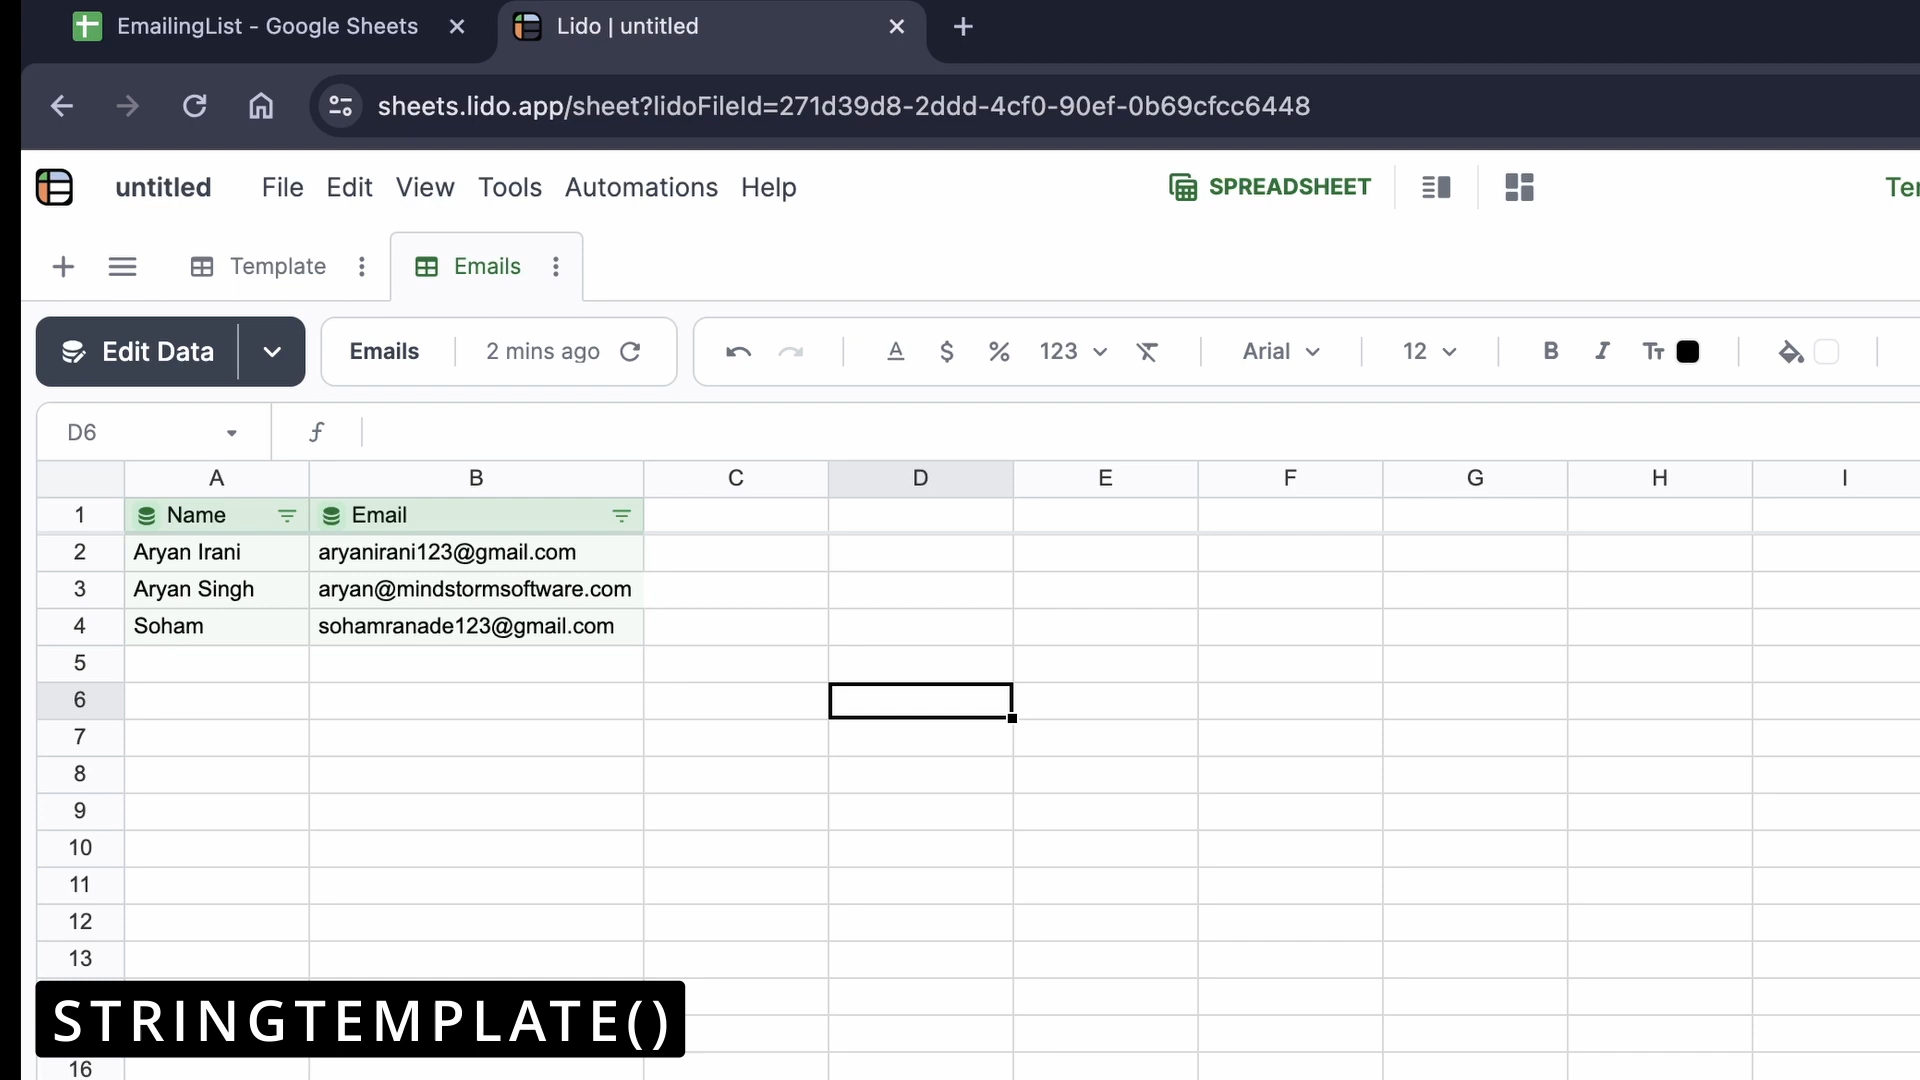 EmailingList - Google Sheets
Lido | untitled
sheets.lido.app/sheet?lidoFileId=271d39d8-2ddd-4cf0-90ef-0b69cfcc6448
untitled File Edit View Tools Automations Help SPREADSHEET
Template Emails
Edit Data Emails 2 mins ago A $ % 123 Arial 12 B I Tт
D6 f
A B C D E F G H I
1 Name Email
2 Aryan Irani aryanirani123@gmail.com
3 Aryan Singh aryan@mindstormsoftware.com
4 Soham sohamranade123@gmail.com
5
6
7
8
9
10
11
12
13
STRINGTEMPLATE()
16